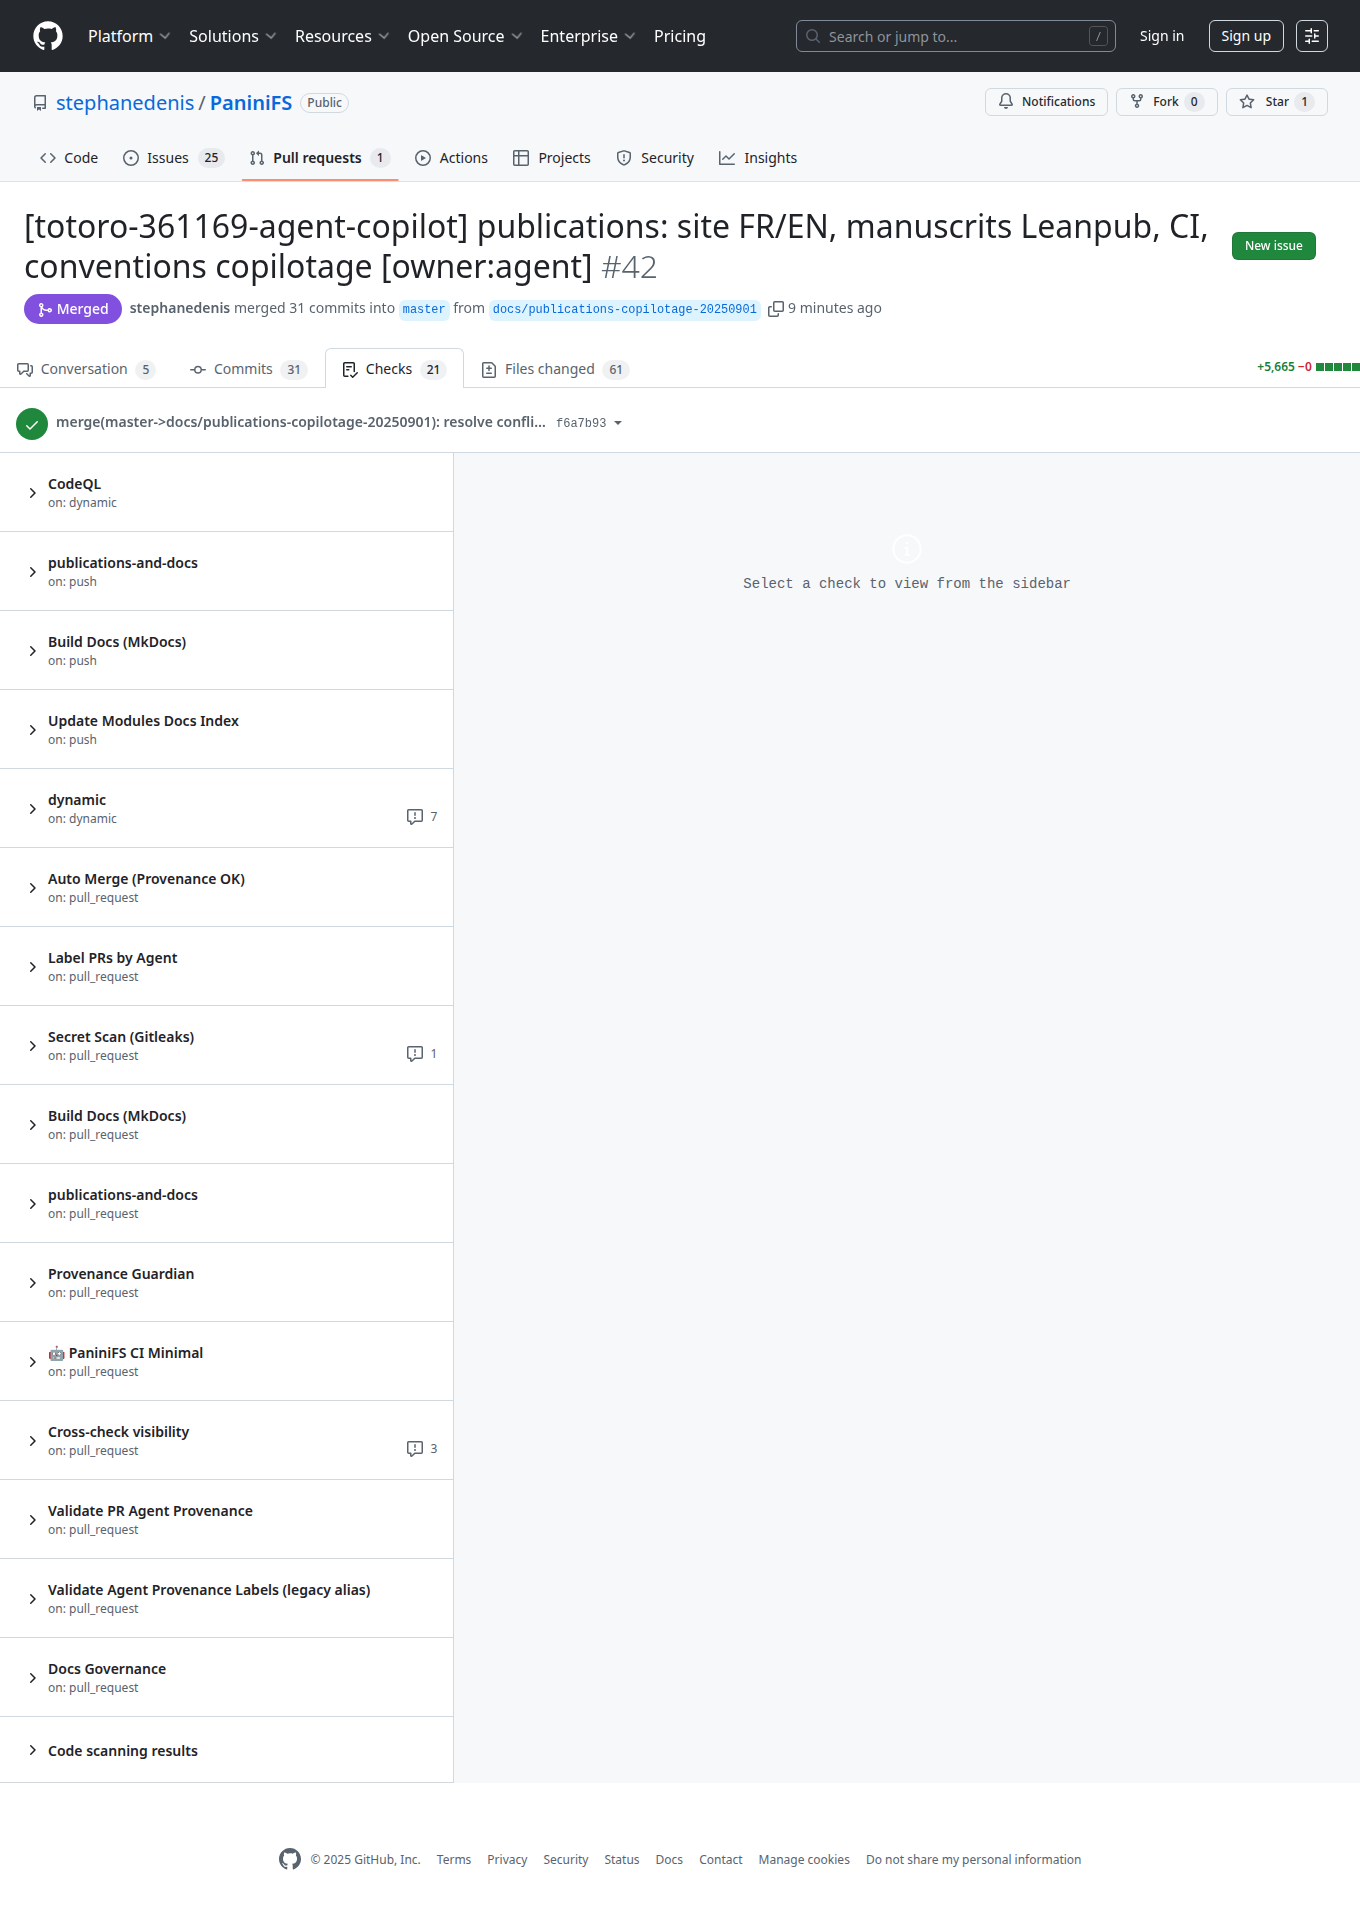 Platform Solutions Resources Open Source Enterprise Pricing Search or jump to... / Sign in Sign up
stephanedenis / PaniniFS Public Notifications Fork 0 Star 1
Code Issues 25 Pull requests 1 Actions Projects Security Insights
[totoro-361169-agent-copilot] publications: site FR/EN, manuscrits Leanpub, CI,
conventions copilotage [owner:agent] #42
New issue
Merged stephanedenis merged 31 commits into master from docs/publications-copilotage-20250901 9 minutes ago
Conversation 5 Commits 31 Checks 21 Files changed 61 +5,665 −0
merge(master->docs/publications-copilotage-20250901): resolve confli... f6a7b93
CodeQL
on: dynamic
publications-and-docs
on: push
Build Docs (MkDocs)
on: push
Update Modules Docs Index
on: push
dynamic
on: dynamic
7
Auto Merge (Provenance OK)
on: pull_request
Label PRs by Agent
on: pull_request
Secret Scan (Gitleaks)
on: pull_request
1
Build Docs (MkDocs)
on: pull_request
publications-and-docs
on: pull_request
Provenance Guardian
on: pull_request
🤖 PaniniFS CI Minimal
on: pull_request
Cross-check visibility
on: pull_request
3
Validate PR Agent Provenance
on: pull_request
Validate Agent Provenance Labels (legacy alias)
on: pull_request
Docs Governance
on: pull_request
Code scanning results
Select a check to view from the sidebar
© 2025 GitHub, Inc. Terms Privacy Security Status Docs Contact Manage cookies Do not share my personal information